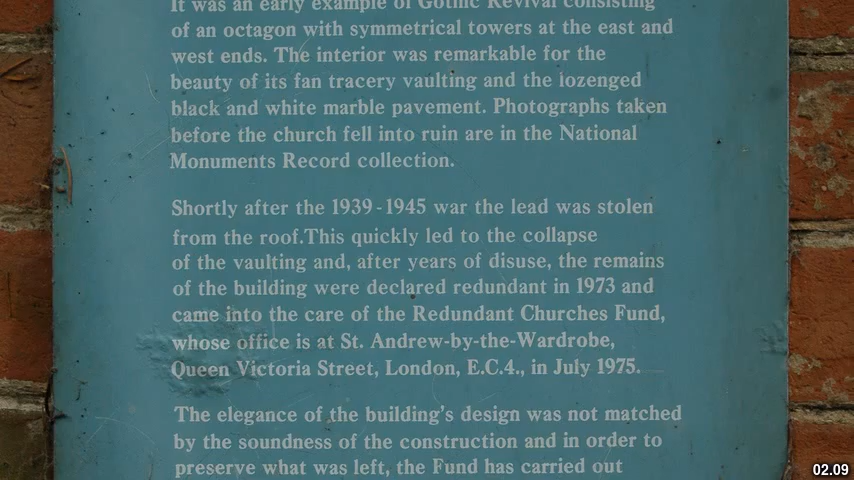 It was an early example of Gothic Revival consisting
of an octagon with symmetrical towers at the east and
west ends. The interior was remarkable for the
beauty of its fan tracery vaulting and the lozenged
black and white marble pavement. Photographs taken
before the church fell into ruin are in the National
Monuments Record collection.
Shortly after the 1939-1945 war the lead was stolen
from the roof.This quickly led to the collapse
of the vaulting and, after years of disuse, the remains
of the building were declared redundant in 1973 and
came into the care of the Redundant Churches Fund,
whose office is at St. Andrew-by-the-Wardrobe,
Queen Victoria Street, London, E.C.4., in July 1975.
The elegance of the building's design was not matched
by the soundness of the construction and in order to
preserve what was left, the Fund has carried out
02.09